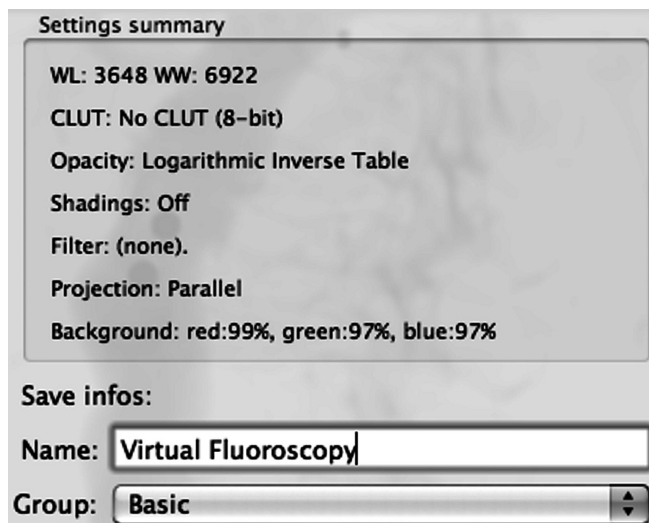 Settings summary
WL: 3648 WW: 6922
CLUT: No CLUT (8-bit)
Opacity: Logarithmic Inverse Table
Shadings: Off
Filter: (none).
Projection: Parallel
Background: red:99%, green:97%, blue:97%
Save infos:
Name: Virtual Fluoroscopy
Group: Basic